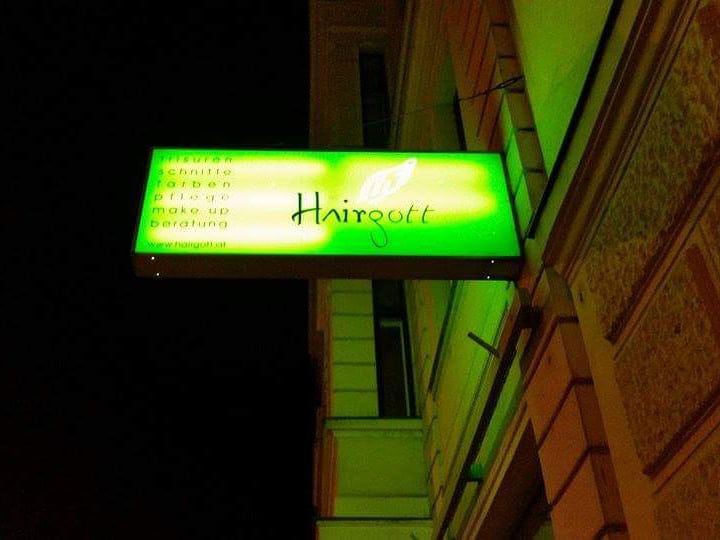 frisuren
schnitte
farben
pflege
make up
beratung
www.hairgott.at
Hairgott